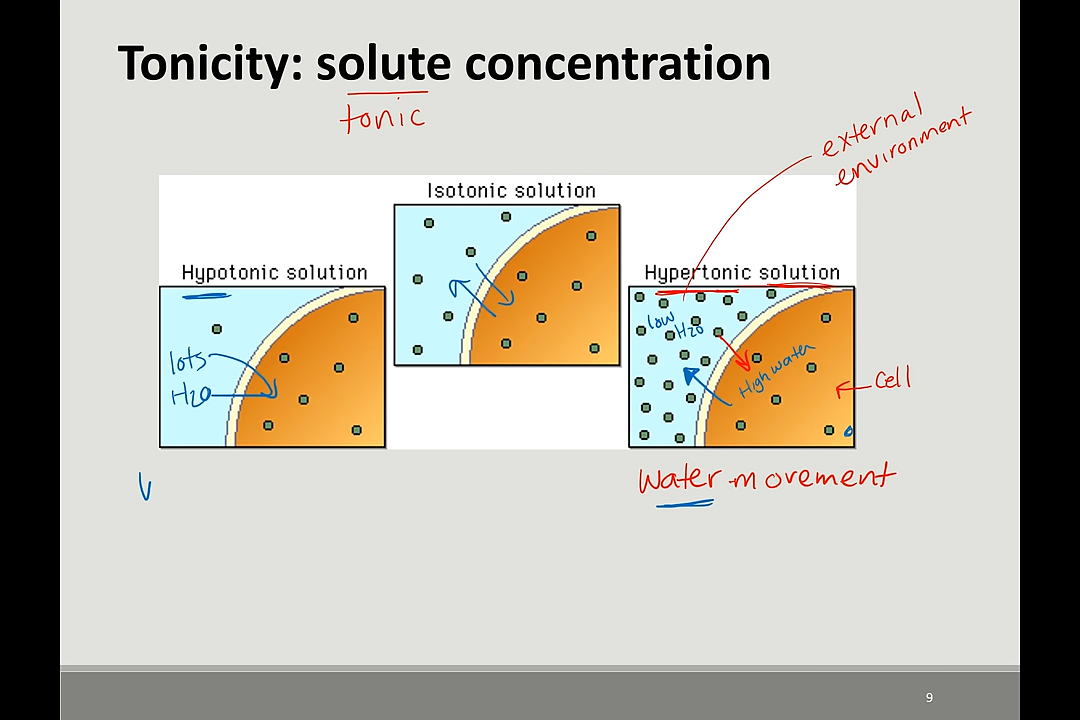 Tonicity: solute concentration
tonic
external
environment
Isotonic solution
Hypotonic solution
Hypertonic solution
lots
H2O
low
H2O
High water
Cell
water movement
V
9